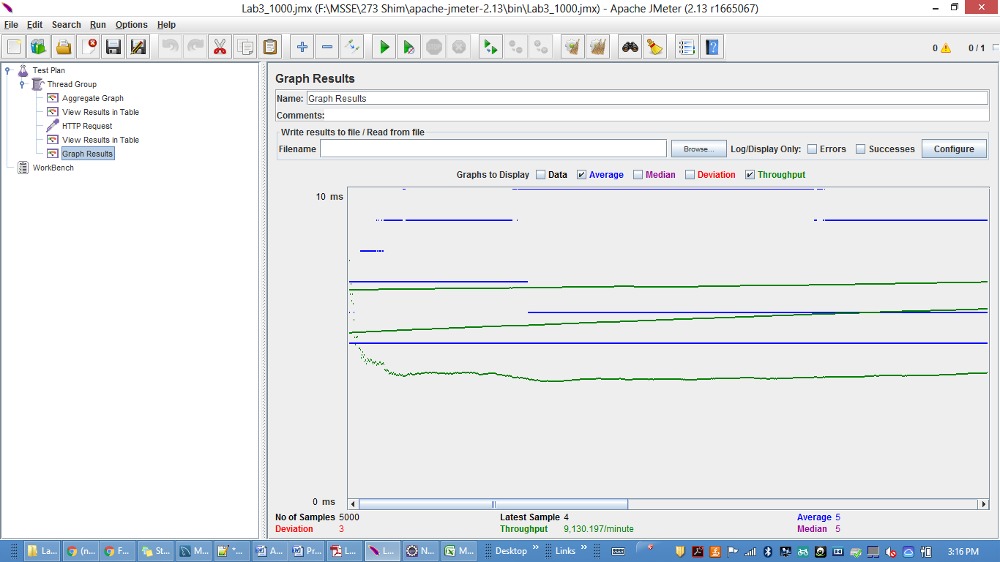 Lab3_1000.jmx (F:\MSSE\273 Shim\apache-jmeter-2.13\bin\Lab3_1000.jmx) - Apache JMeter (2.13 r1665067)
File Edit Search Run Options Help
0 0 / 1
Test Plan
Thread Group
Aggregate Graph
View Results in Table
HTTP Request
View Results in Table
Graph Results
WorkBench
Graph Results
Name: Graph Results
Comments:
Write results to file / Read from file
Filename Browse... Log/Display Only: Errors Successes Configure
Graphs to Display Data Average Median Deviation Throughput
10 ms
0 ms
No of Samples 5000 Latest Sample 4 Average 5
Deviation 3 Throughput 9,130.197/minute Median 5
La... (n... F... St... M... *... A... Pr... L... L... N... M... Desktop » Links » 3:16 PM